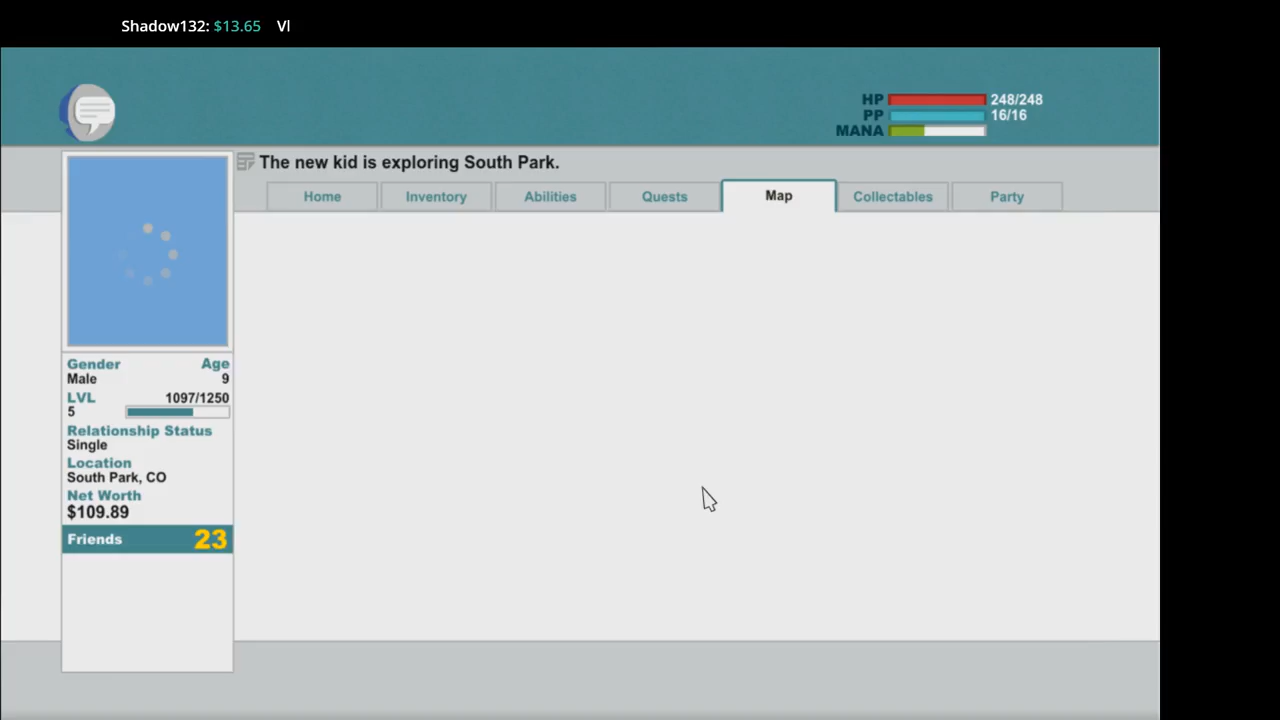 Shadow132: $13.65 Vl
HP 248/248
PP 16/16
MANA
The new kid is exploring South Park.
Home Inventory Abilities Quests Map Collectables Party
Gender Age
Male 9
LVL 1097/1250
5
Relationship Status
Single
Location
South Park, CO
Net Worth
$109.89
Friends 23